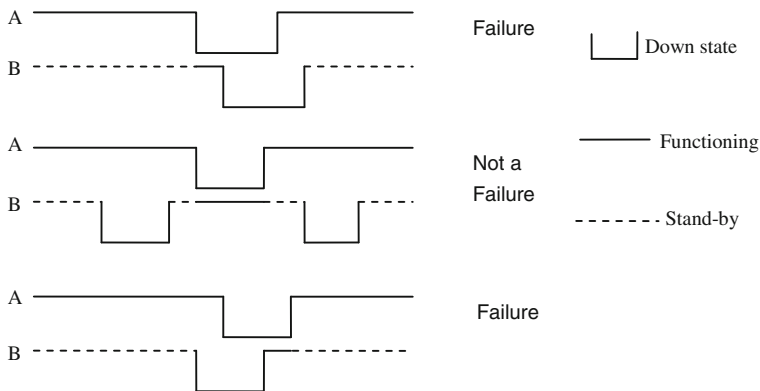 A
Failure
Down state
B
A
Functioning
Not a
Failure
B
Stand-by
A
Failure
B